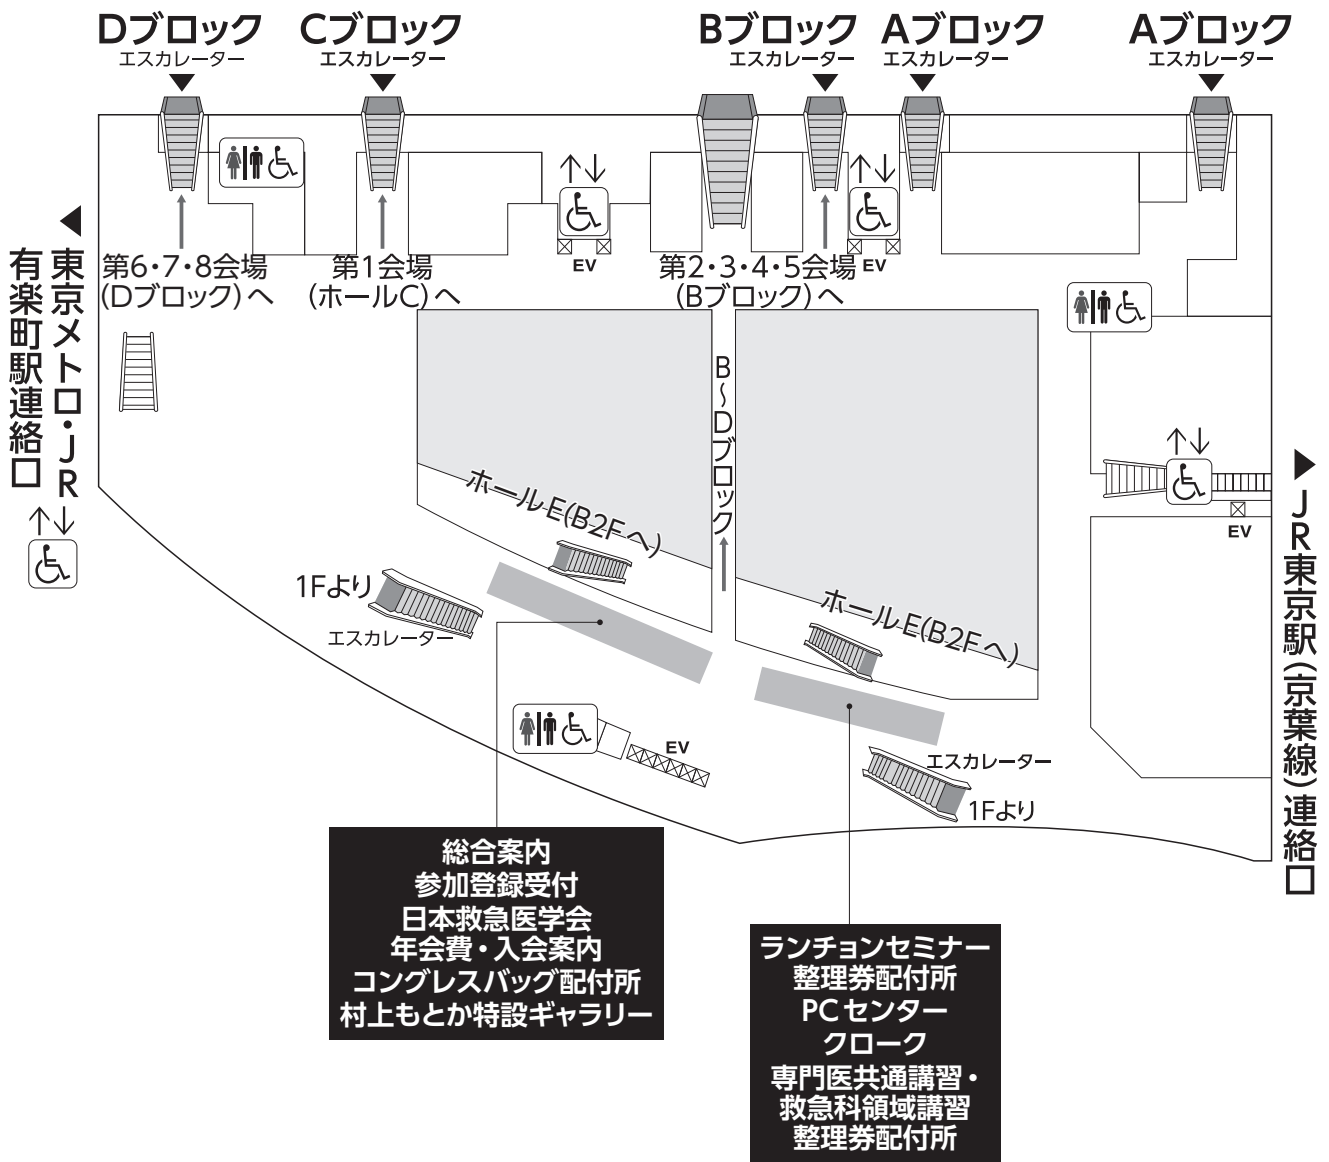 Dブロック
エスカレーター
Cブロック
エスカレーター
Bブロック
エスカレーター
Aブロック
エスカレーター
Aブロック
エスカレーター
東京メトロ・JR
有楽町駅連絡口
第6・7・8会場
(Dブロック)へ
第1会場
(ホールC)へ
EV
第2・3・4・5会場
(Bブロック)へ
EV
B〜Dブロック
ホールE(B2Fへ)
1Fより
エスカレーター
ホールE(B2Fへ)
EV
EV
エスカレーター
1Fより
JR東京駅(京葉線)連絡口
総合案内
参加登録受付
日本救急医学会
年会費・入会案内
コングレスバッグ配付所
村上もとか特設ギャラリー
ランチョンセミナー
整理券配付所
PCセンター
クローク
専門医共通講習・
救急科領域講習
整理券配付所